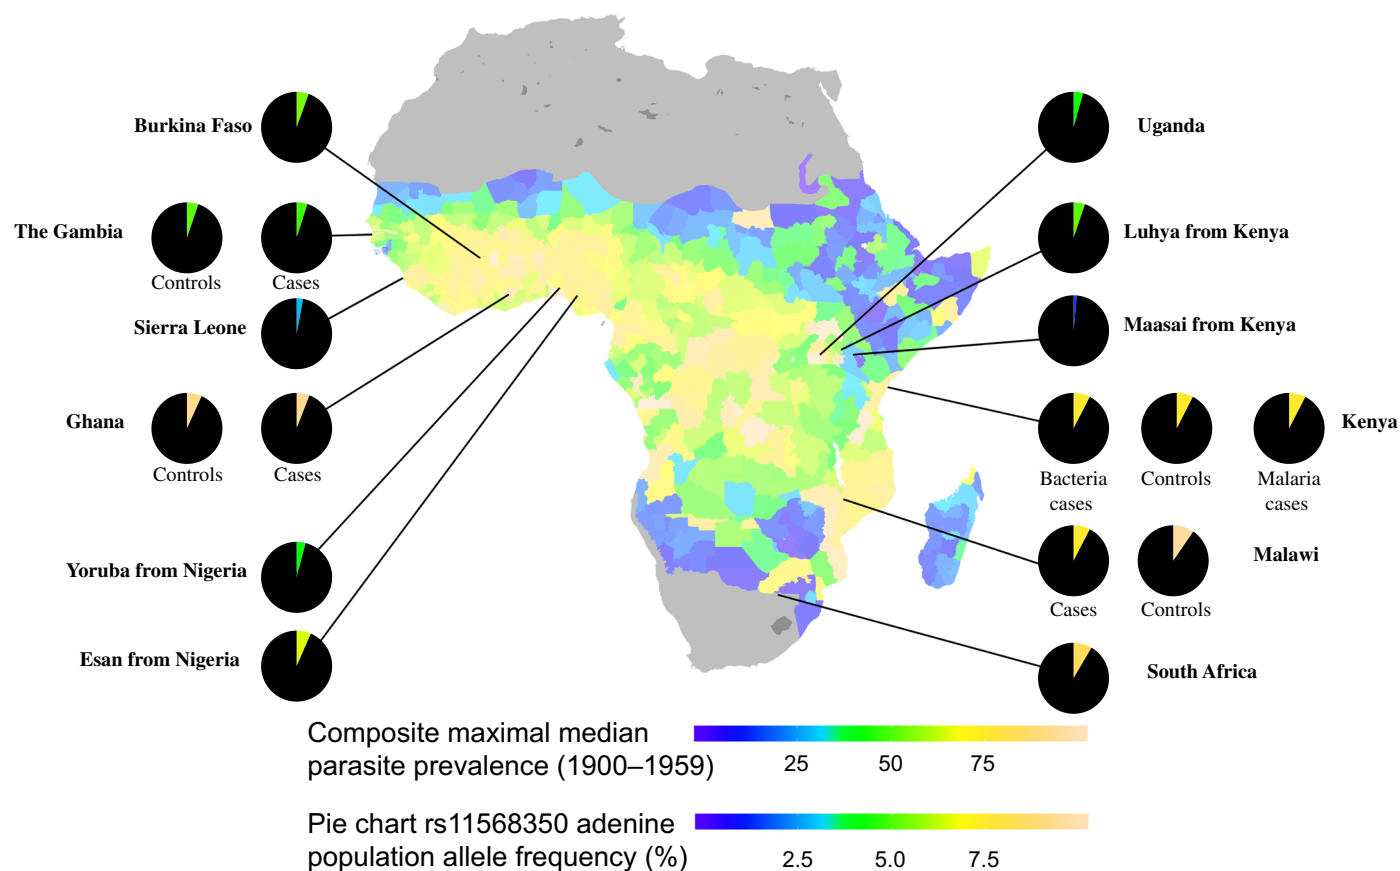 Burkina Faso
Uganda
The Gambia
Controls
Cases
Luhya from Kenya
Sierra Leone
Maasai from Kenya
Ghana
Controls
Cases
Kenya
Bacteria
cases
Controls
Malaria
cases
Yoruba from Nigeria
Malawi
Cases
Controls
Esan from Nigeria
South Africa
Composite maximal median
parasite prevalence (1900–1959)
25 50 75
Pie chart rs11568350 adenine
population allele frequency (%)
2.5 5.0 7.5